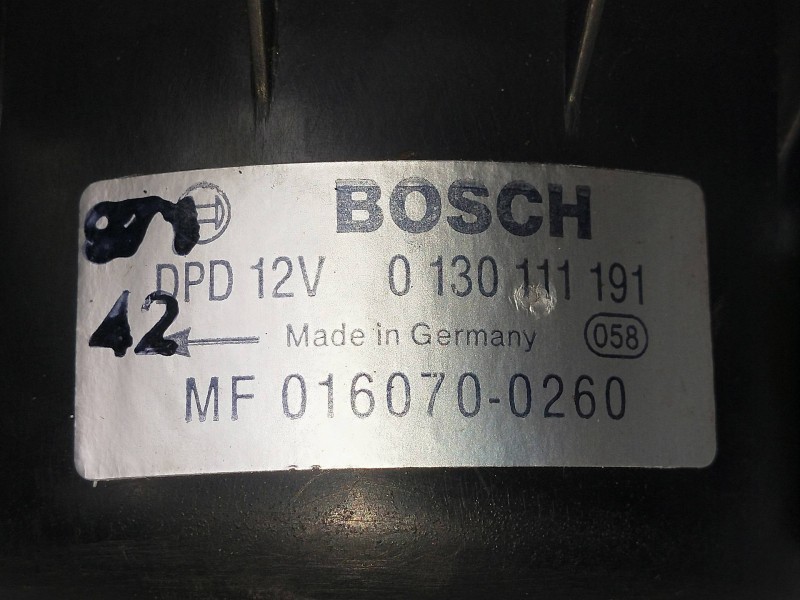 BOSCH
DPD 12V 0 130 111 191
42
Made in Germany 058
MF 016070-0260